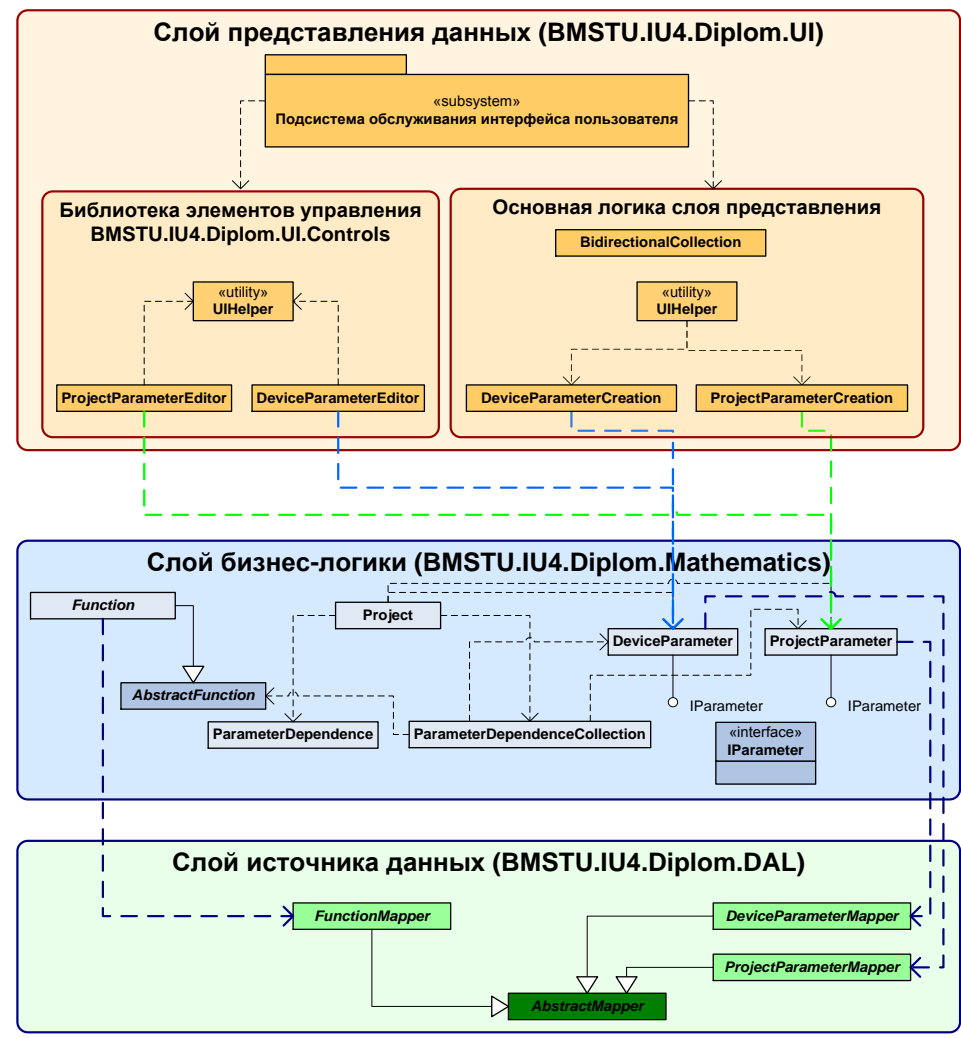 Слой представления данных (BMSTU.IU4.Diplom.UI)
«subsystem»
Подсистема обслуживания интерфейса пользователя
Библиотека элементов управления
BMSTU.IU4.Diplom.UI.Controls
«utility»
UIHelper
ProjectParameterEditor
DeviceParameterEditor
Основная логика слоя представления
BidirectionalCollection
«utility»
UIHelper
DeviceParameterCreation
ProjectParameterCreation
Слой бизнес-логики (BMSTU.IU4.Diplom.Mathematics)
Function
Project
DeviceParameter
ProjectParameter
AbstractFunction
IParameter
IParameter
ParameterDependence
ParameterDependenceCollection
«interface»
IParameter
Слой источника данных (BMSTU.IU4.Diplom.DAL)
FunctionMapper
DeviceParameterMapper
ProjectParameterMapper
AbstractMapper